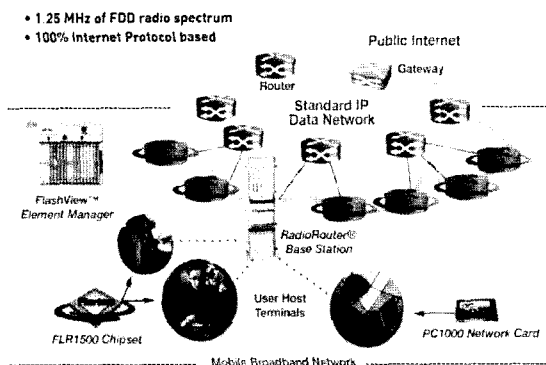 • 1.25 MHz of FDD radio spectrum
• 100% Internet Protocol based
Public Internet
Router
Gateway
Standard IP
Data Network
FlashView™
Element Manager
RadioRouter®
Base Station
User Host
Terminals
FLR1500 Chipset
PC1000 Network Card
Mobile Broadband Network